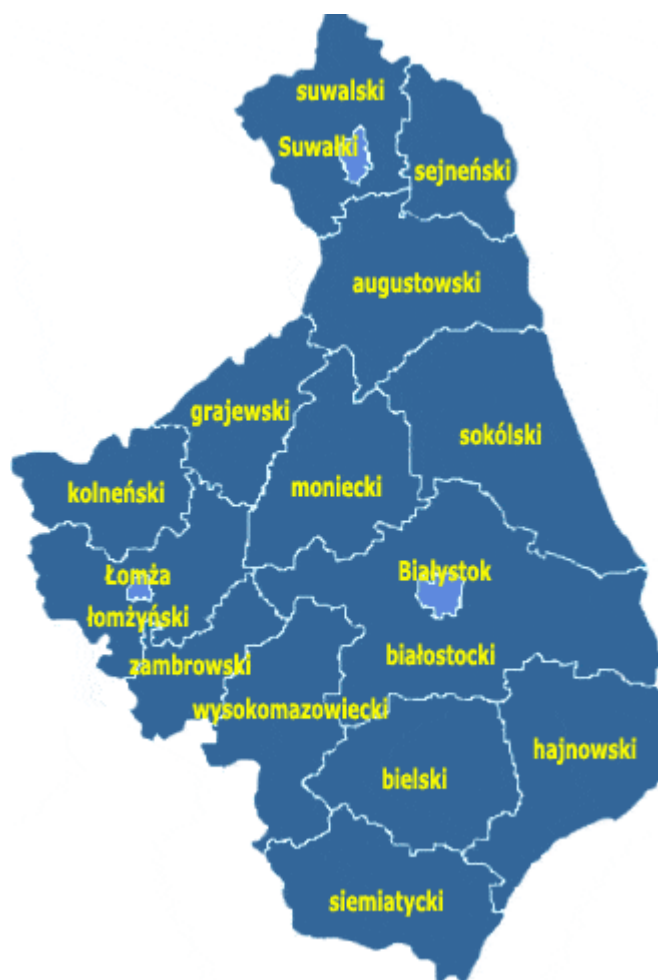 suwalski
Suwałki
sejneński
augustowski
grajewski
sokólski
kolneński
moniecki
Łomża
Białystok
łomżyński
białostocki
zambrowski
wysokomazowiecki
hajnowski
bielski
siemiatycki